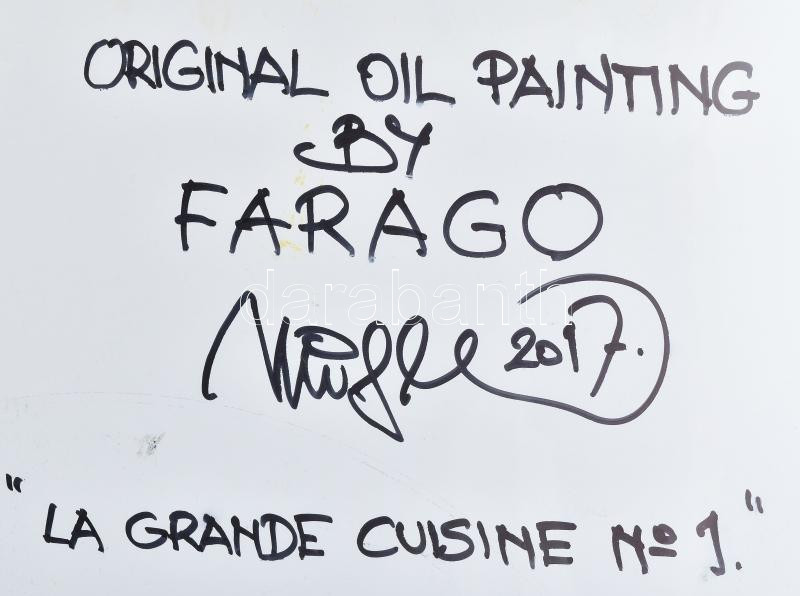 ORIGINAL OIL PAINTING
BY
FARAGO
darabanth
2017.
"LA GRANDE CUISINE No 1."